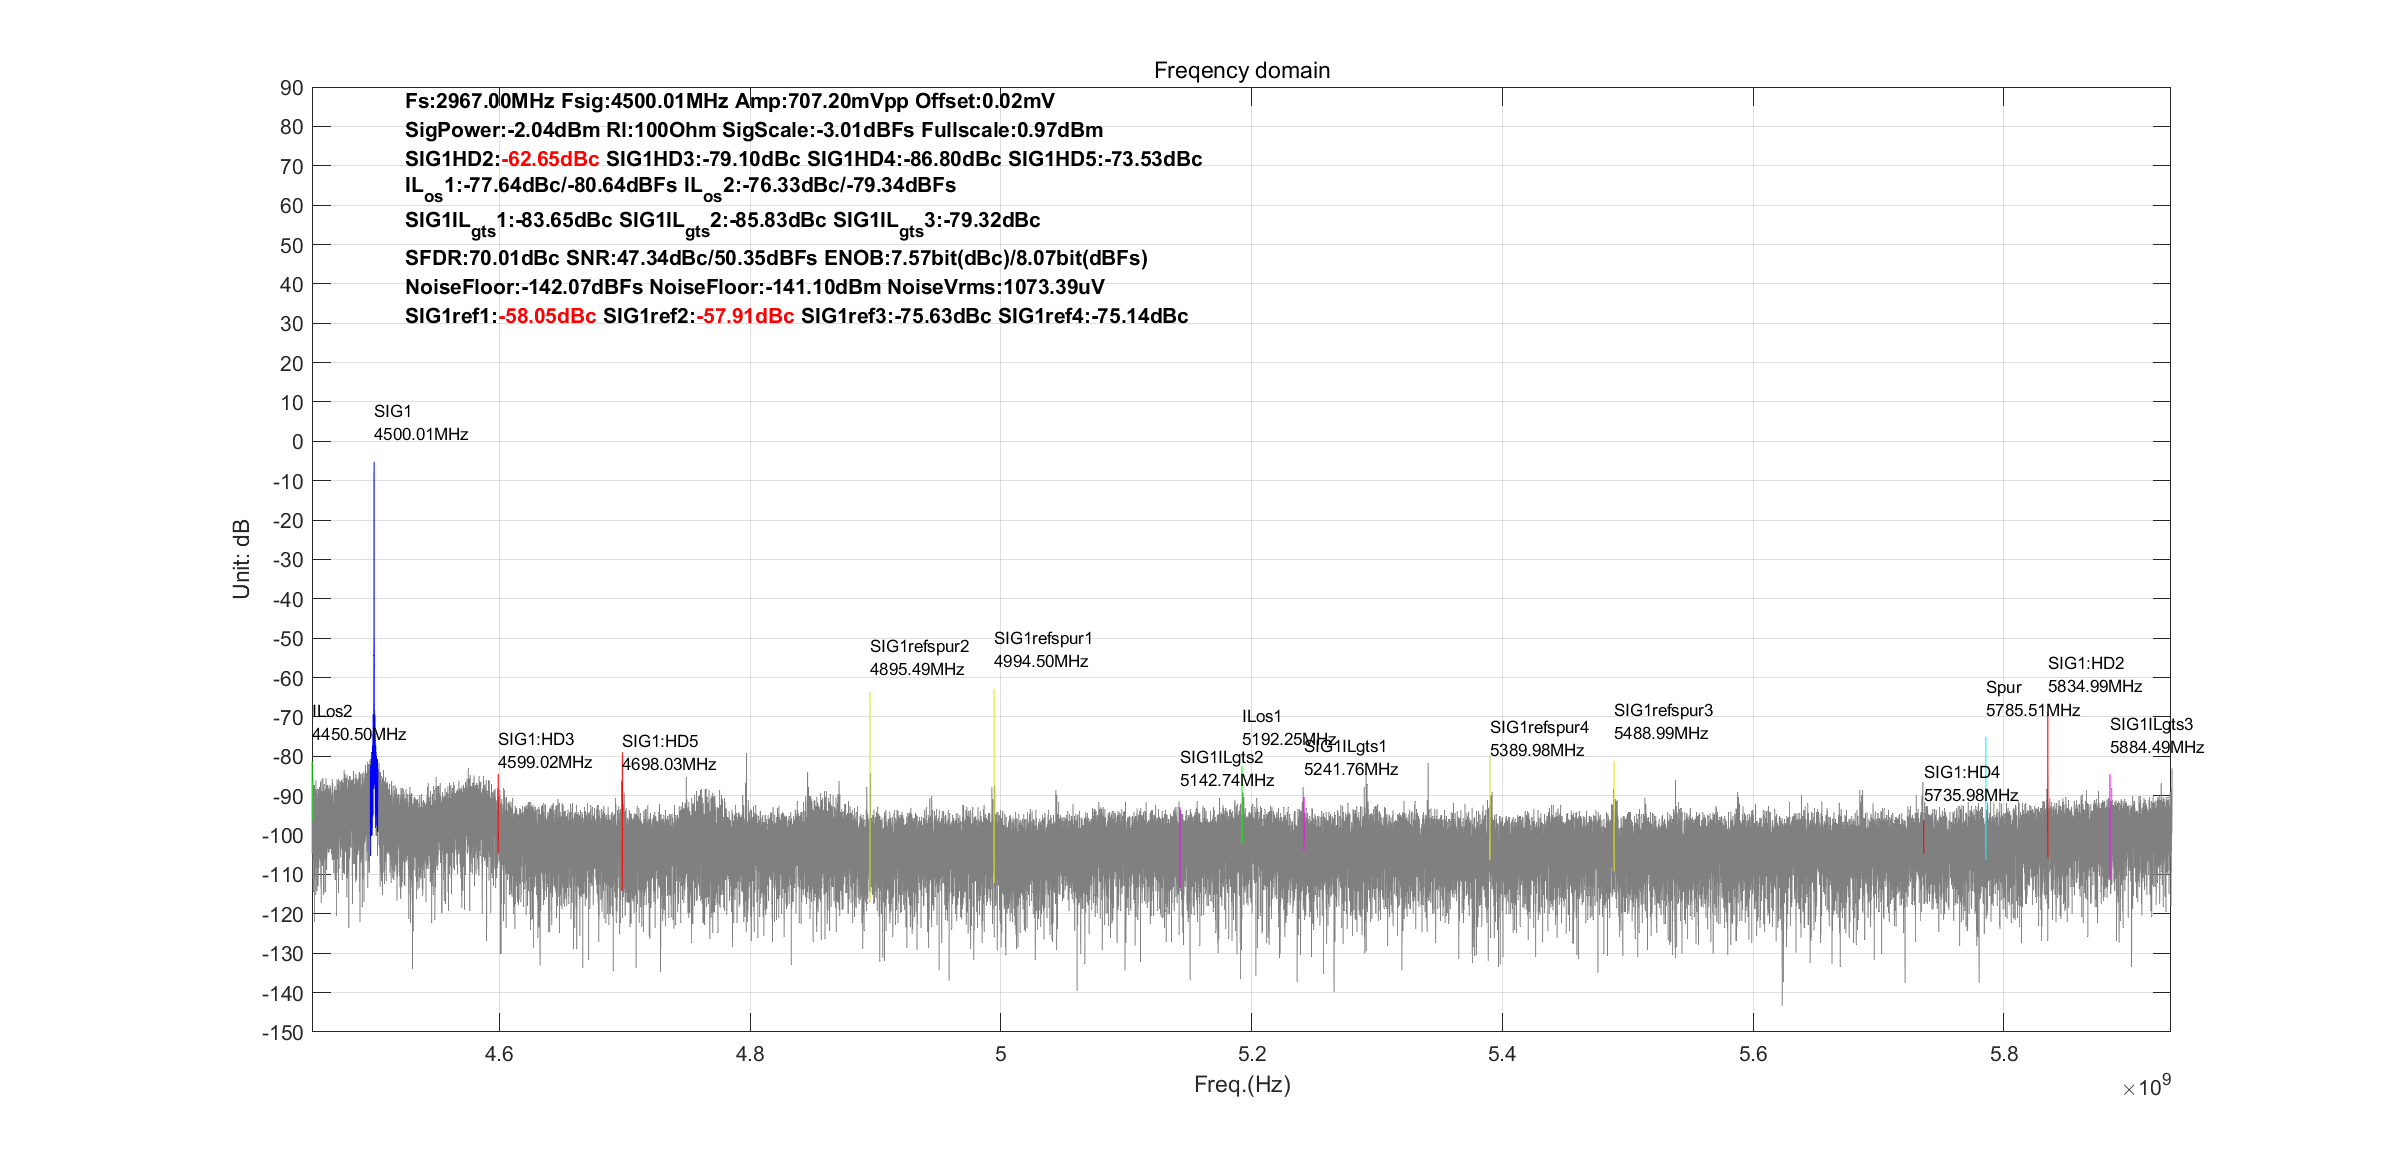 Freqency domain
Fs:2967.00MHz Fsig:4500.01MHz Amp:707.20mVpp Offset:0.02mV
SigPower:-2.04dBm Rl:100Ohm SigScale:-3.01dBFs Fullscale:0.97dBm
SIG1HD2:-62.65dBc SIG1HD3:-79.10dBc SIG1HD4:-86.80dBc SIG1HD5:-73.53dBc
ILos1:-77.64dBc/-80.64dBFs ILos2:-76.33dBc/-79.34dBFs
SIG1ILgts1:-83.65dBc SIG1ILgts2:-85.83dBc SIG1ILgts3:-79.32dBc
SFDR:70.01dBc SNR:47.34dBc/50.35dBFs ENOB:7.57bit(dBc)/8.07bit(dBFs)
NoiseFloor:-142.07dBFs NoiseFloor:-141.10dBm NoiseVrms:1073.39uV
SIG1ref1:-58.05dBc SIG1ref2:-57.91dBc SIG1ref3:-75.63dBc SIG1ref4:-75.14dBc
90
80
70
60
50
40
30
20
10
0
-10
-20
-30
-40
-50
-60
-70
-80
-90
-100
-110
-120
-130
-140
-150
Unit: dB
SIG1
4500.01MHz
ILos2
4450.50MHz
SIG1:HD3
4599.02MHz
SIG1:HD5
4698.03MHz
SIG1refspur2
4895.49MHz
SIG1refspur1
4994.50MHz
SIG1ILgts2
5142.74MHz
ILos1
5192.25MHz
SIG1ILgts1
5241.76MHz
SIG1refspur4
5389.98MHz
SIG1refspur3
5488.99MHz
SIG1:HD4
5735.98MHz
Spur
5785.51MHz
SIG1:HD2
5834.99MHz
SIG1ILgts3
5884.49MHz
4.6 4.8 5 5.2 5.4 5.6 5.8
Freq.(Hz)
×10^9